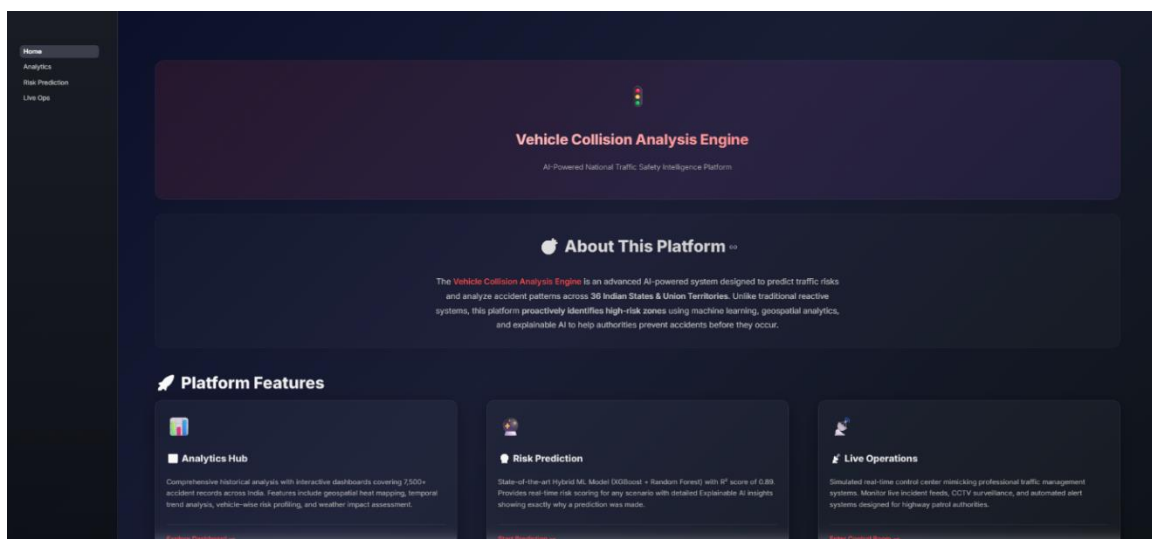 Home
Analytics
Risk Prediction
Live Ops
Vehicle Collision Analysis Engine
AI-Powered National Traffic Safety Intelligence Platform
About This Platform
The Vehicle Collision Analysis Engine is an advanced AI-powered system designed to predict traffic risks
and analyze accident patterns across 36 Indian States & Union Territories. Unlike traditional reactive
systems, this platform proactively identifies high-risk zones using machine learning, geospatial analytics,
and explainable AI to help authorities prevent accidents before they occur.
Platform Features
Analytics Hub
Comprehensive historical analysis with interactive dashboards covering 7,500+
accident records across India. Features include geospatial heat mapping, temporal
trend analysis, vehicle-wise risk profiling, and weather impact assessment.
Risk Prediction
State-of-the-art Hybrid ML Model (XGBoost + Random Forest) with R² score of 0.89.
Provides real-time risk scoring for any scenario with detailed Explainable AI insights
showing exactly why a prediction was made.
Live Operations
Simulated real-time control center mimicking professional traffic management
systems. Monitor live incident feeds, CCTV surveillance, and automated alert
systems designed for highway patrol authorities.